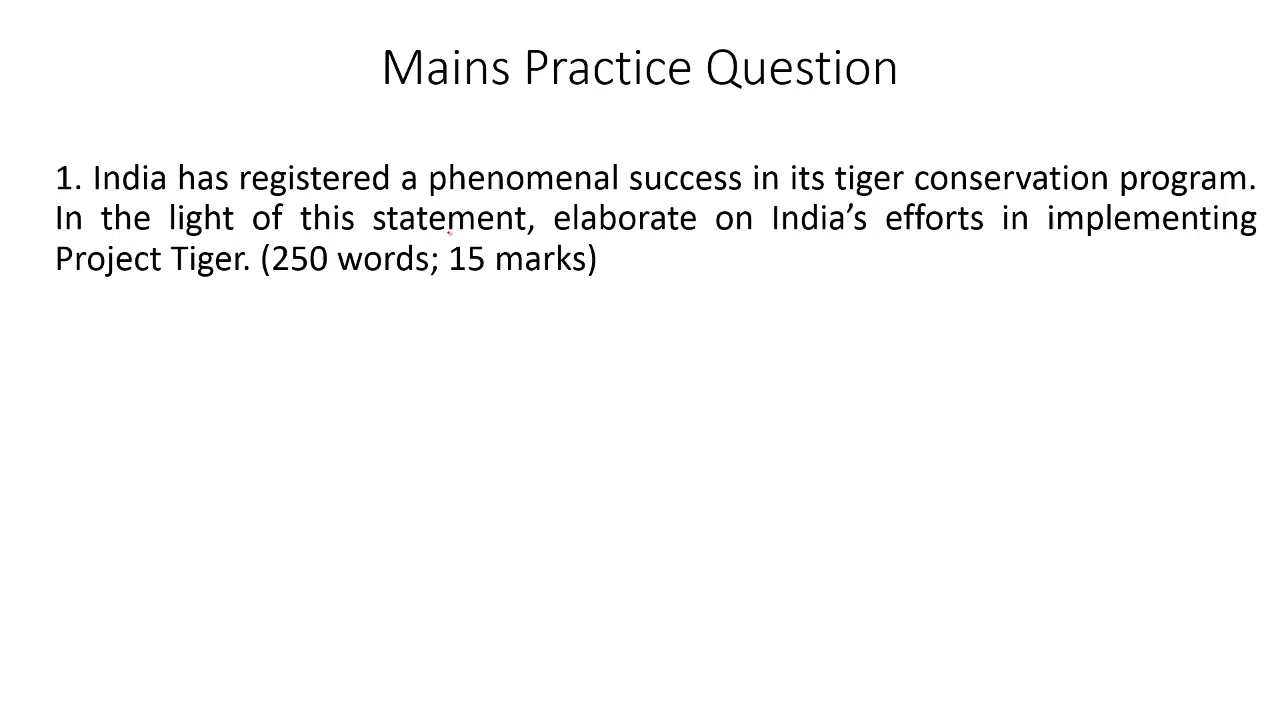 Mains Practice Question
1. India has registered a phenomenal success in its tiger conservation program.
In the light of this statement, elaborate on India’s efforts in implementing
Project Tiger. (250 words; 15 marks)